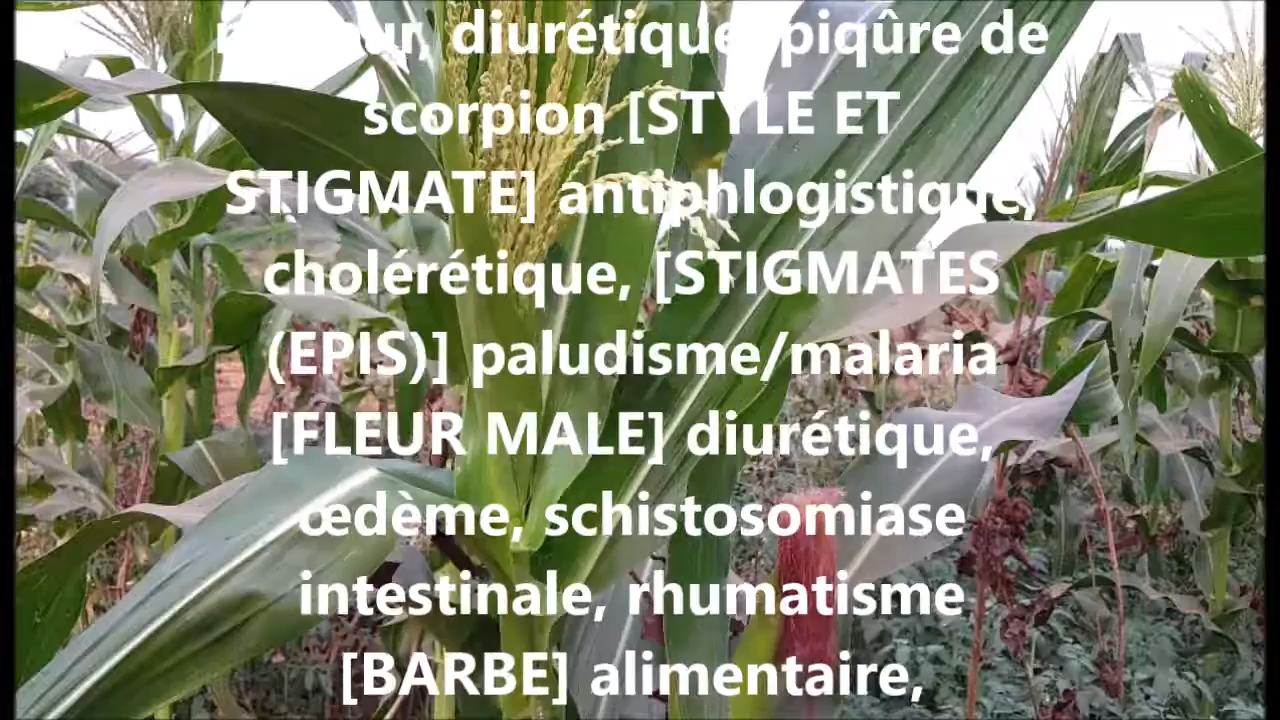 diurétique, piqûre de
scorpion [STYLE ET
STIGMATE] antiphlogistique,
cholérétique, [STIGMATES
(EPIS)] paludisme/malaria
[FLEUR MALE] diurétique,
œdème, schistosomiase
intestinale, rhumatisme
[BARBE] alimentaire,